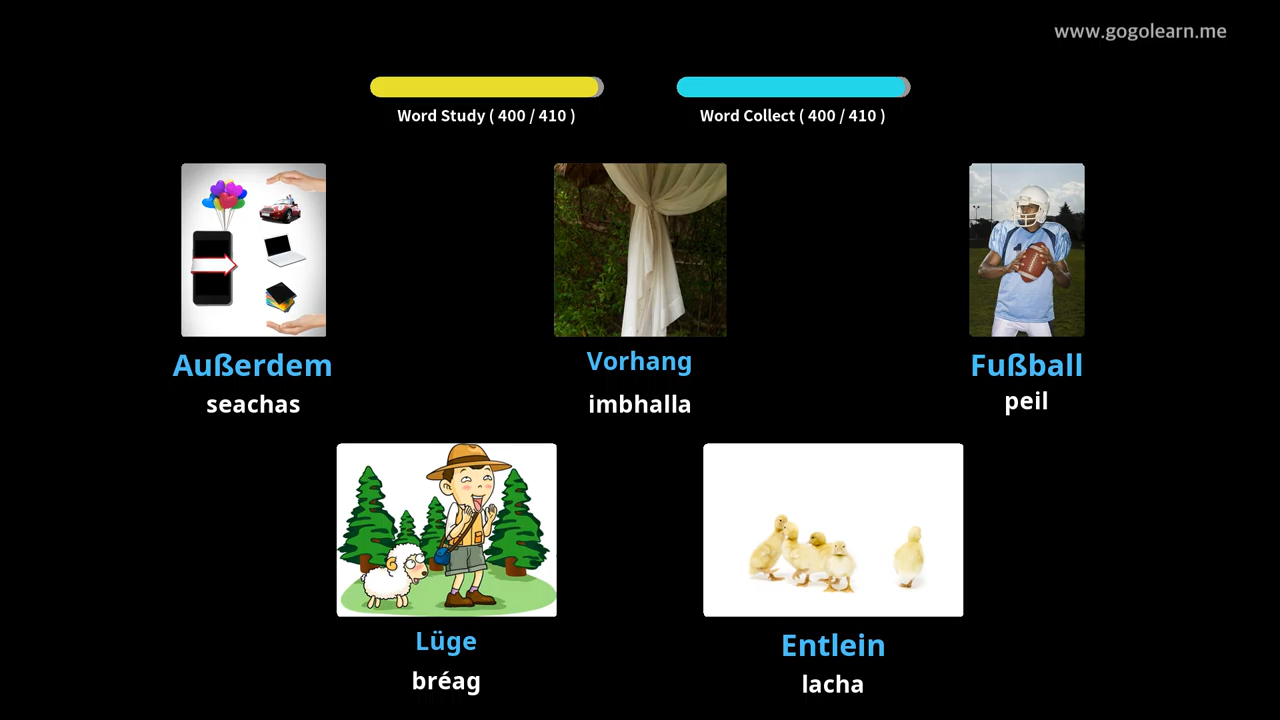 www.gogolearn.me
Word Study ( 400 / 410 )
Word Collect ( 400 / 410 )
Außerdem
Vorhang
Fußball
seachas
imbhalla
peil
Lüge
Entlein
bréag
lacha